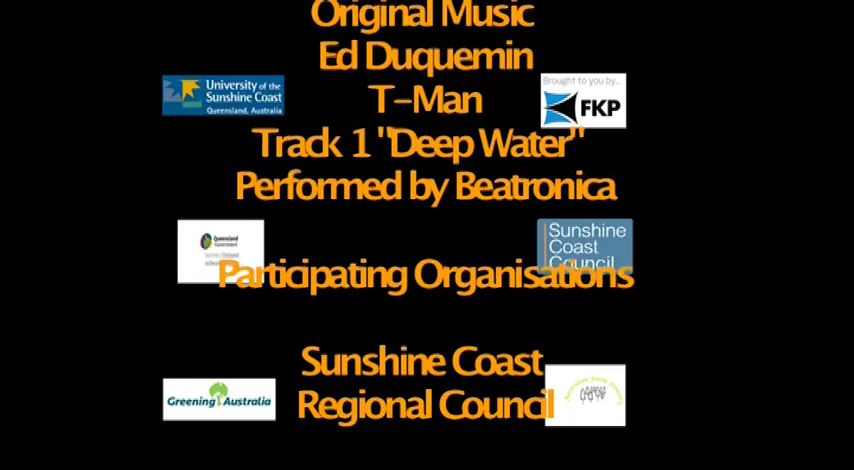 Original Music
Ed Duquemin
University of the
Sunshine Coast
Queensland, Australia
T-Man
Brought to you by...
FKP
Track 1 "Deep Water"
Performed by Beatronica
Queensland
Government
Sunshine
Coast
Council
Participating Organisations
Sunshine Coast
Greening Australia
Regional Council